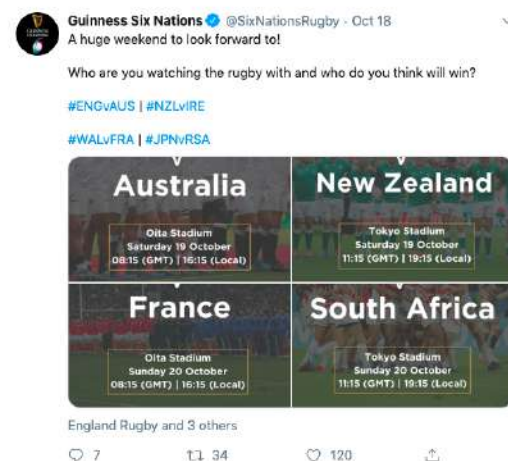 Guinness Six Nations @SixNationsRugby · Oct 18
A huge weekend to look forward to!
Who are you watching the rugby with and who do you think will win?
#ENGvAUS | #NZLvIRE
#WALvFRA | #JPNvRSA
V
Australia
Oita Stadium
Saturday 19 October
08:15 (GMT) | 16:15 (Local)
V
New Zealand
Tokyo Stadium
Saturday 19 October
11:15 (GMT) | 19:15 (Local)
V
France
Oita Stadium
Sunday 20 October
08:15 (GMT) | 16:15 (Local)
V
South Africa
Tokyo Stadium
Sunday 20 October
11:15 (GMT) | 19:15 (Local)
England Rugby and 3 others
7 34 120